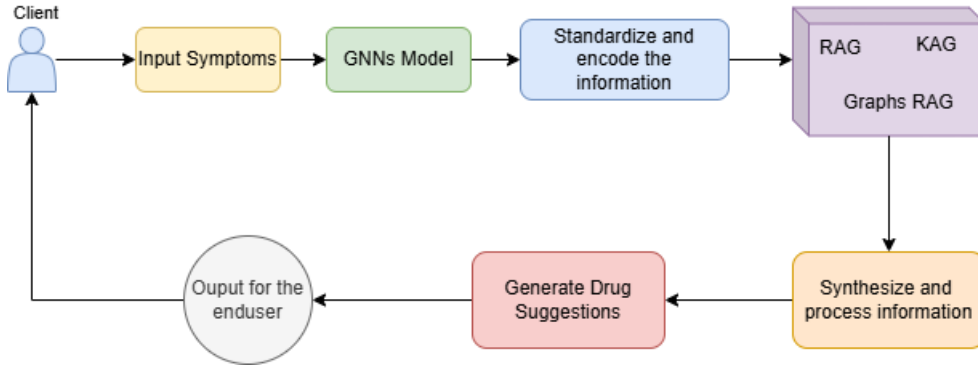 Client
Input Symptoms
GNNs Model
Standardize and
encode the
information
RAG
KAG
Graphs RAG
Ouput for the
enduser
Generate Drug
Suggestions
Synthesize and
process information